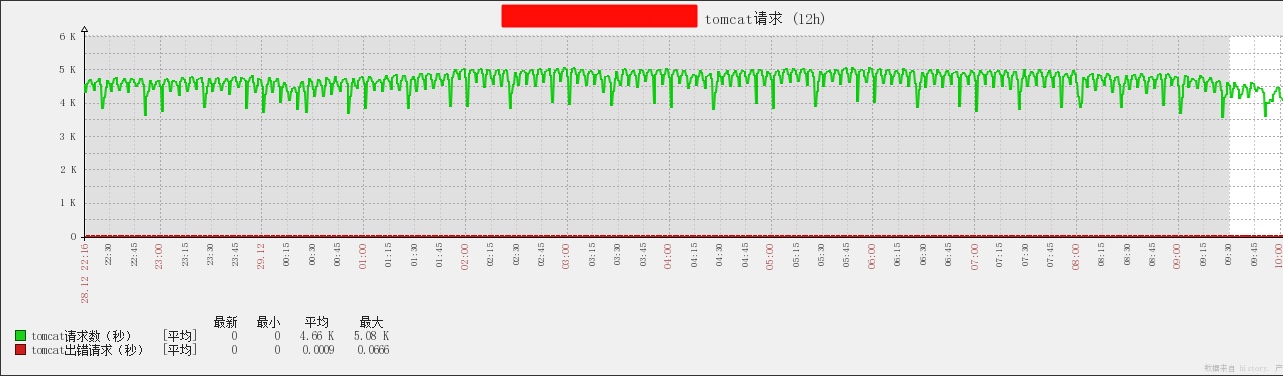 tomcat请求 (12h)
6 K
5 K
4 K
3 K
2 K
1 K
0
28.12 22:16 22:30 22:45 23:00 23:15 23:30 23:45 29.12 00:15 00:30 00:45 01:00 01:15 01:30 01:45 02:00 02:15 02:30 02:45 03:00 03:15 03:30 03:45 04:00 04:15 04:30 04:45 05:00 05:15 05:30 05:45 06:00 06:15 06:30 06:45 07:00 07:15 07:30 07:45 08:00 08:15 08:30 08:45 09:00 09:15 09:30 09:45 10:00
最新 最小 平均 最大
tomcat请求数（秒） [平均] 0 0 4.66 K 5.08 K
tomcat出错请求（秒） [平均] 0 0 0.0009 0.0666
数据来自 history.